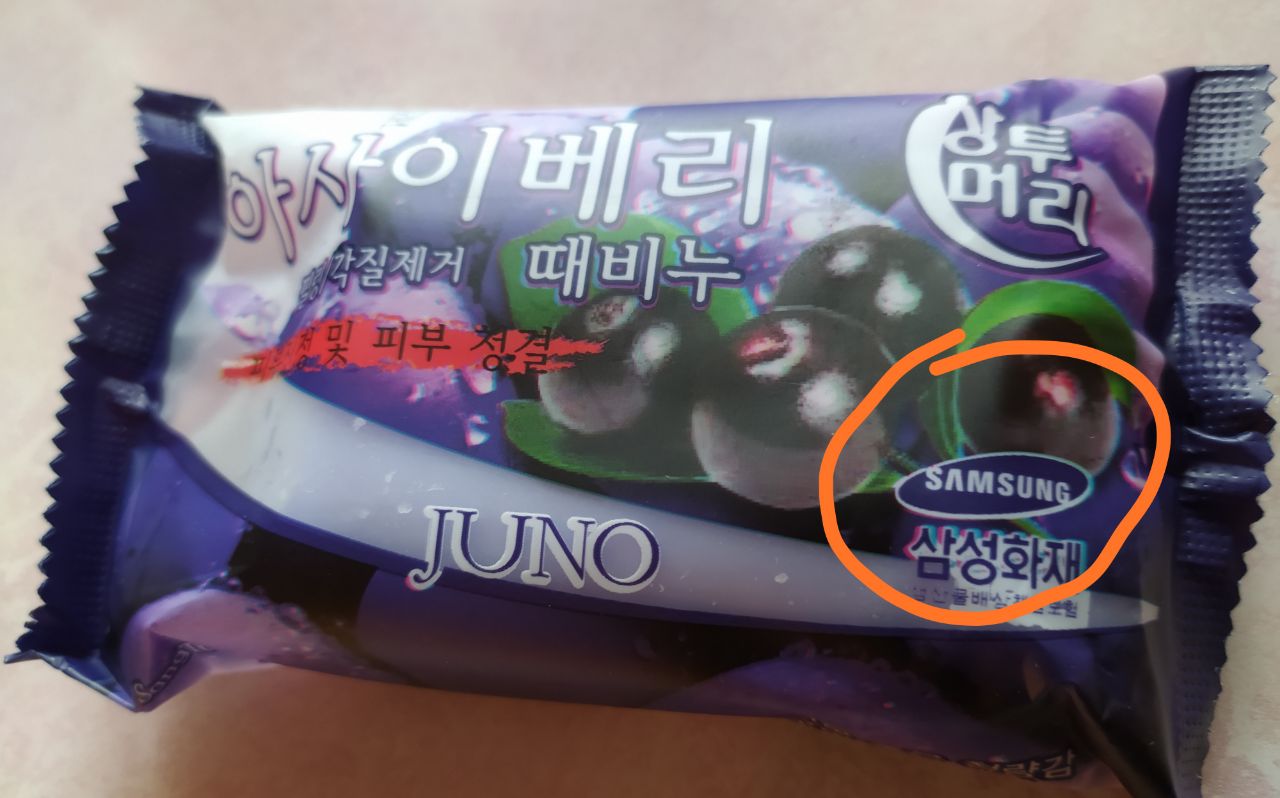 아사이베리
상투
머리
각질제거
때비누
및 피부 청결
SAMSUNG
삼성화재
JUNO